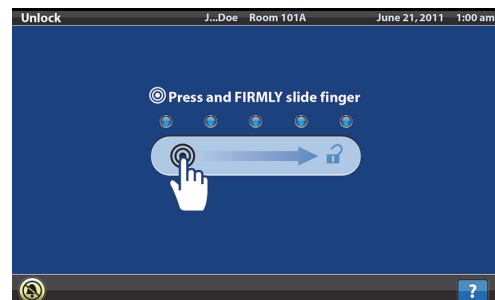 Unlock J...Doe Room 101A June 21, 2011 1:00 am
Press and FIRMLY slide finger
?